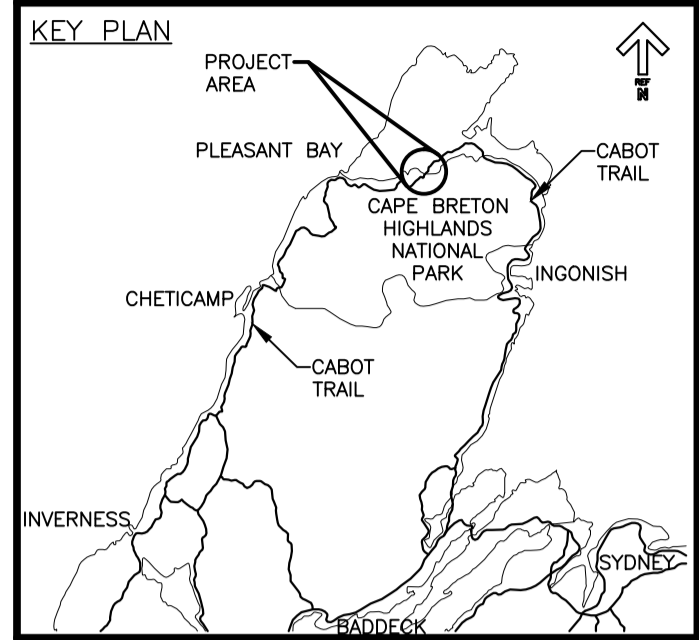 KEY PLAN
PROJECT
AREA
REF
N
PLEASANT BAY
CABOT
TRAIL
CAPE BRETON
HIGHLANDS
NATIONAL
PARK
INGONISH
CHETICAMP
CABOT
TRAIL
INVERNESS
SYDNEY
BADDECK